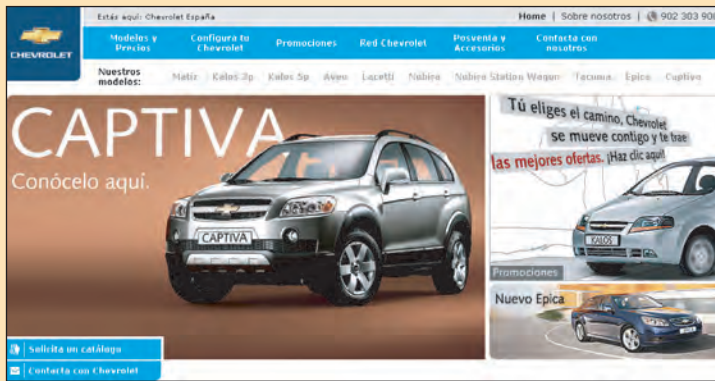 Estás aquí: Chevrolet España
Home | Sobre nosotros | 902 303 900
CHEVROLET
Modelos y Precios
Configura tu Chevrolet
Promociones
Red Chevrolet
Posventa y Accesorios
Contacta con nosotros
Nuestros modelos:
Matiz Kalos 3p Kalos 5p Aveo Lacetti Nubira Nubira Station Wagon Tacuma Epica Captiva
CAPTIVA
Conócelo aquí.
CAPTIVA
Tú eliges el camino, Chevrolet
se mueve contigo y te trae
las mejores ofertas. ¡Haz clic aquí!
KALOS
Promociones
Nuevo Epica
Solicita un catálogo
Contacta con Chevrolet